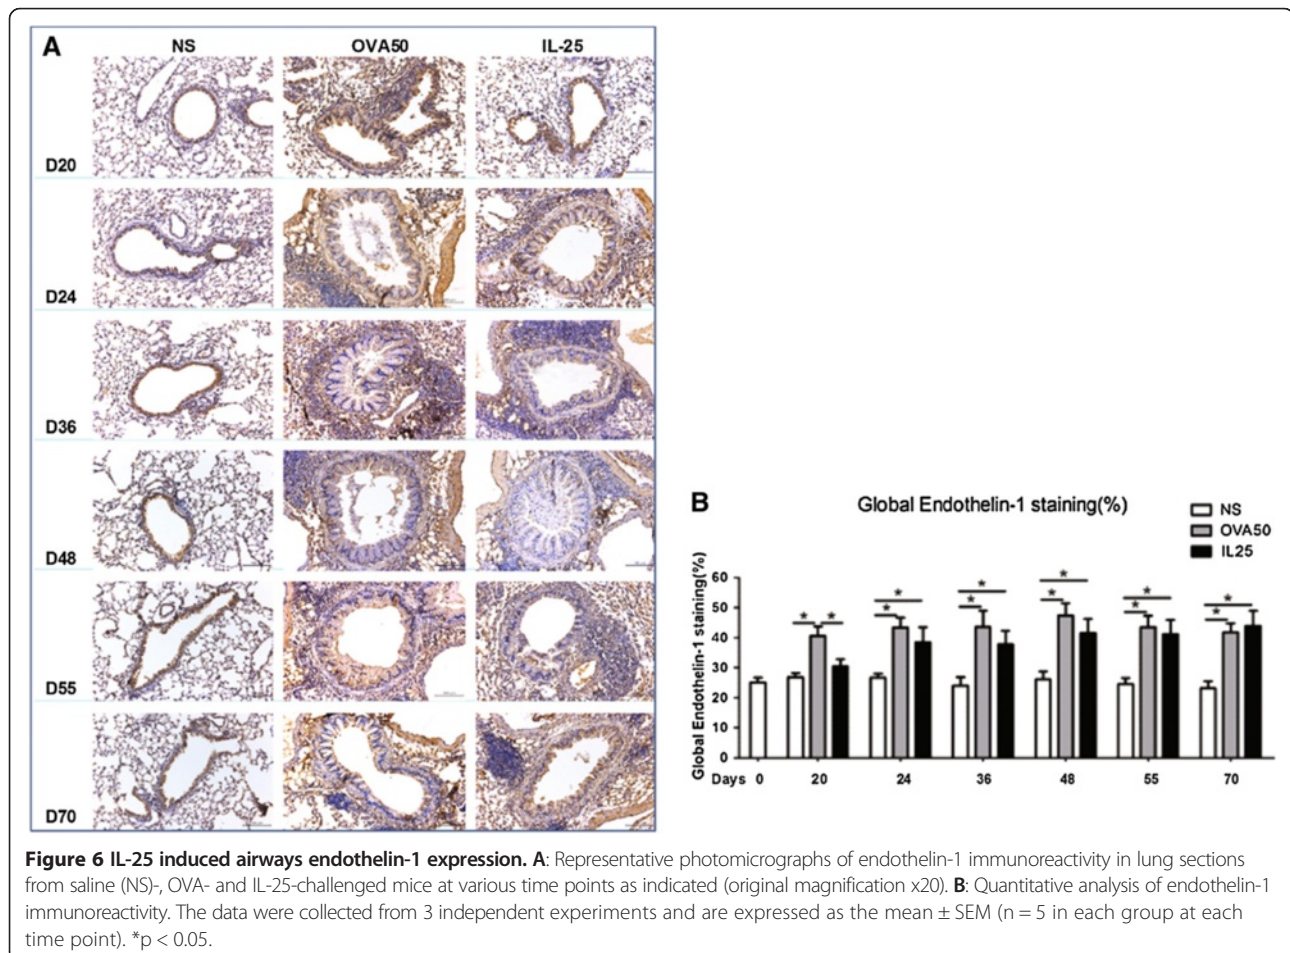 A
NS OVA50 IL-25
D20
D24
D36
D48
D55
D70
B
Global Endothelin-1 staining(%)
NS
OVA50
IL25
Global Endothelin-1 staining(%)
60
50
40
30
20
10
0
* * * * * * * * * * * *
Days 0 20 24 36 48 55 70
Figure 6 IL-25 induced airways endothelin-1 expression. A: Representative photomicrographs of endothelin-1 immunoreactivity in lung sections
from saline (NS)-, OVA- and IL-25-challenged mice at various time points as indicated (original magnification x20). B: Quantitative analysis of endothelin-1
immunoreactivity. The data were collected from 3 independent experiments and are expressed as the mean ± SEM (n = 5 in each group at each
time point). *p < 0.05.